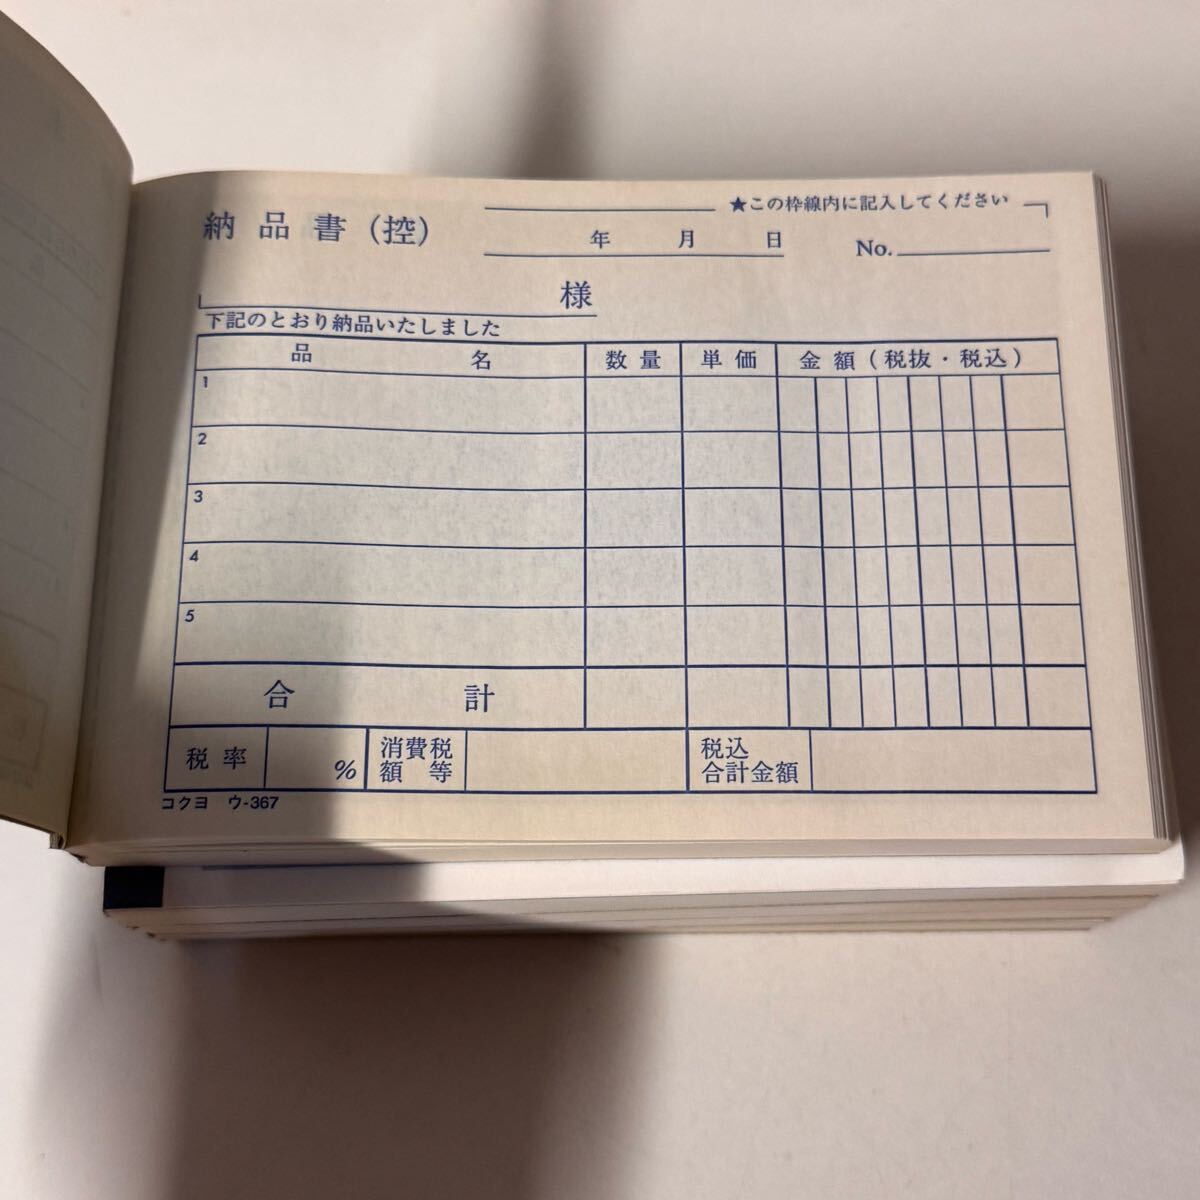 ★この枠線内に記入してください
納品書（控）
年 月 日 No.
様
下記のとおり納品いたしました
品名 数量 単価 金額（税抜・税込）
1
2
3
4
5
合計
税率 % 消費税額等 税込合計金額
コクヨ ウ-367